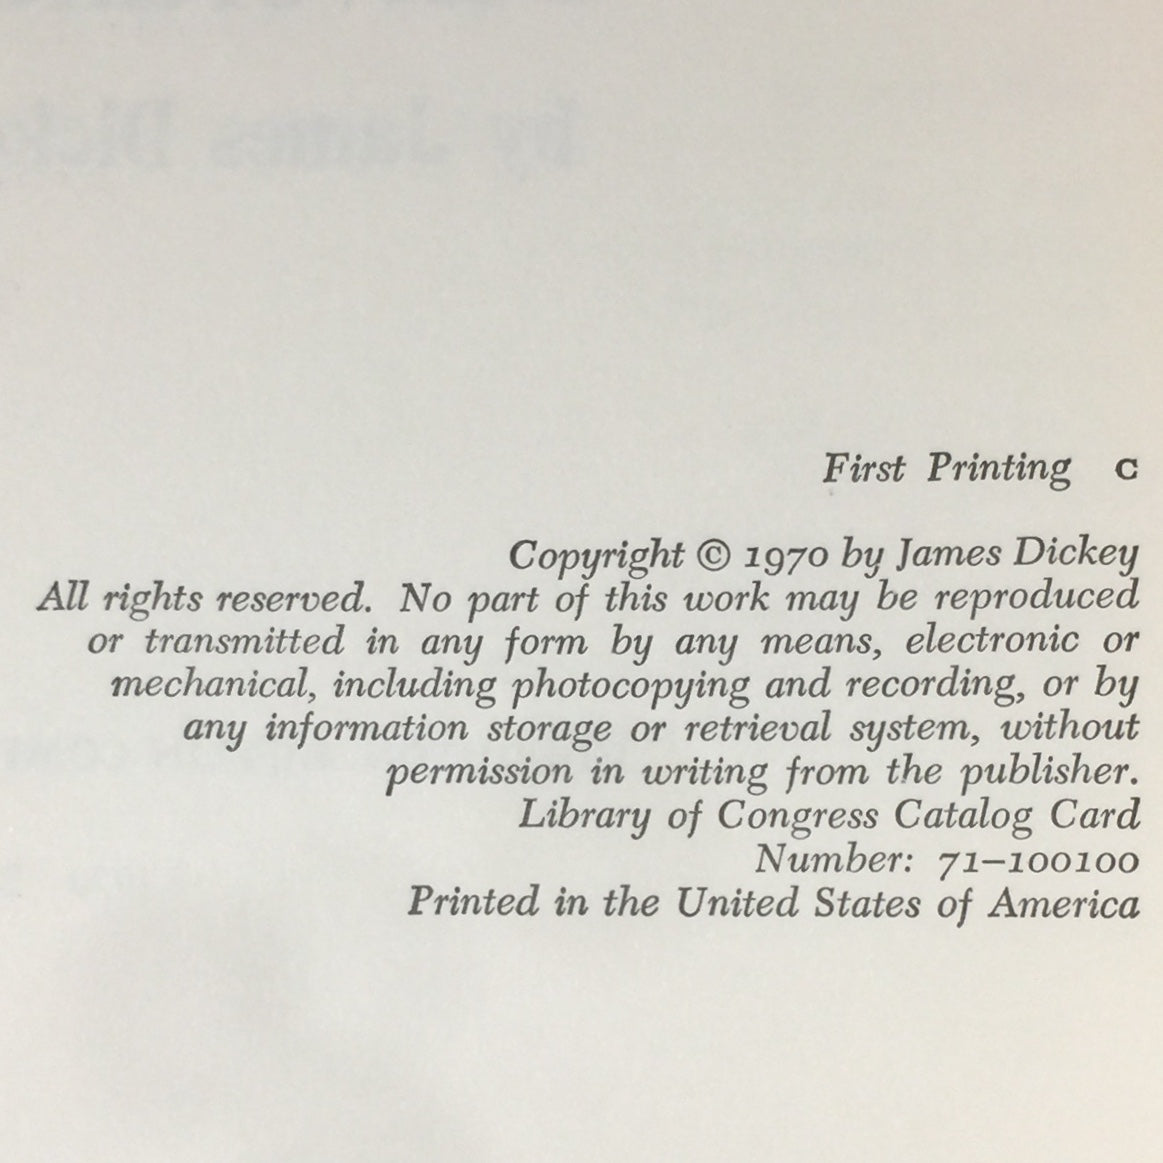 First Printing C
Copyright © 1970 by James Dickey
All rights reserved. No part of this work may be reproduced
or transmitted in any form by any means, electronic or
mechanical, including photocopying and recording, or by
any information storage or retrieval system, without
permission in writing from the publisher.
Library of Congress Catalog Card
Number: 71–100100
Printed in the United States of America